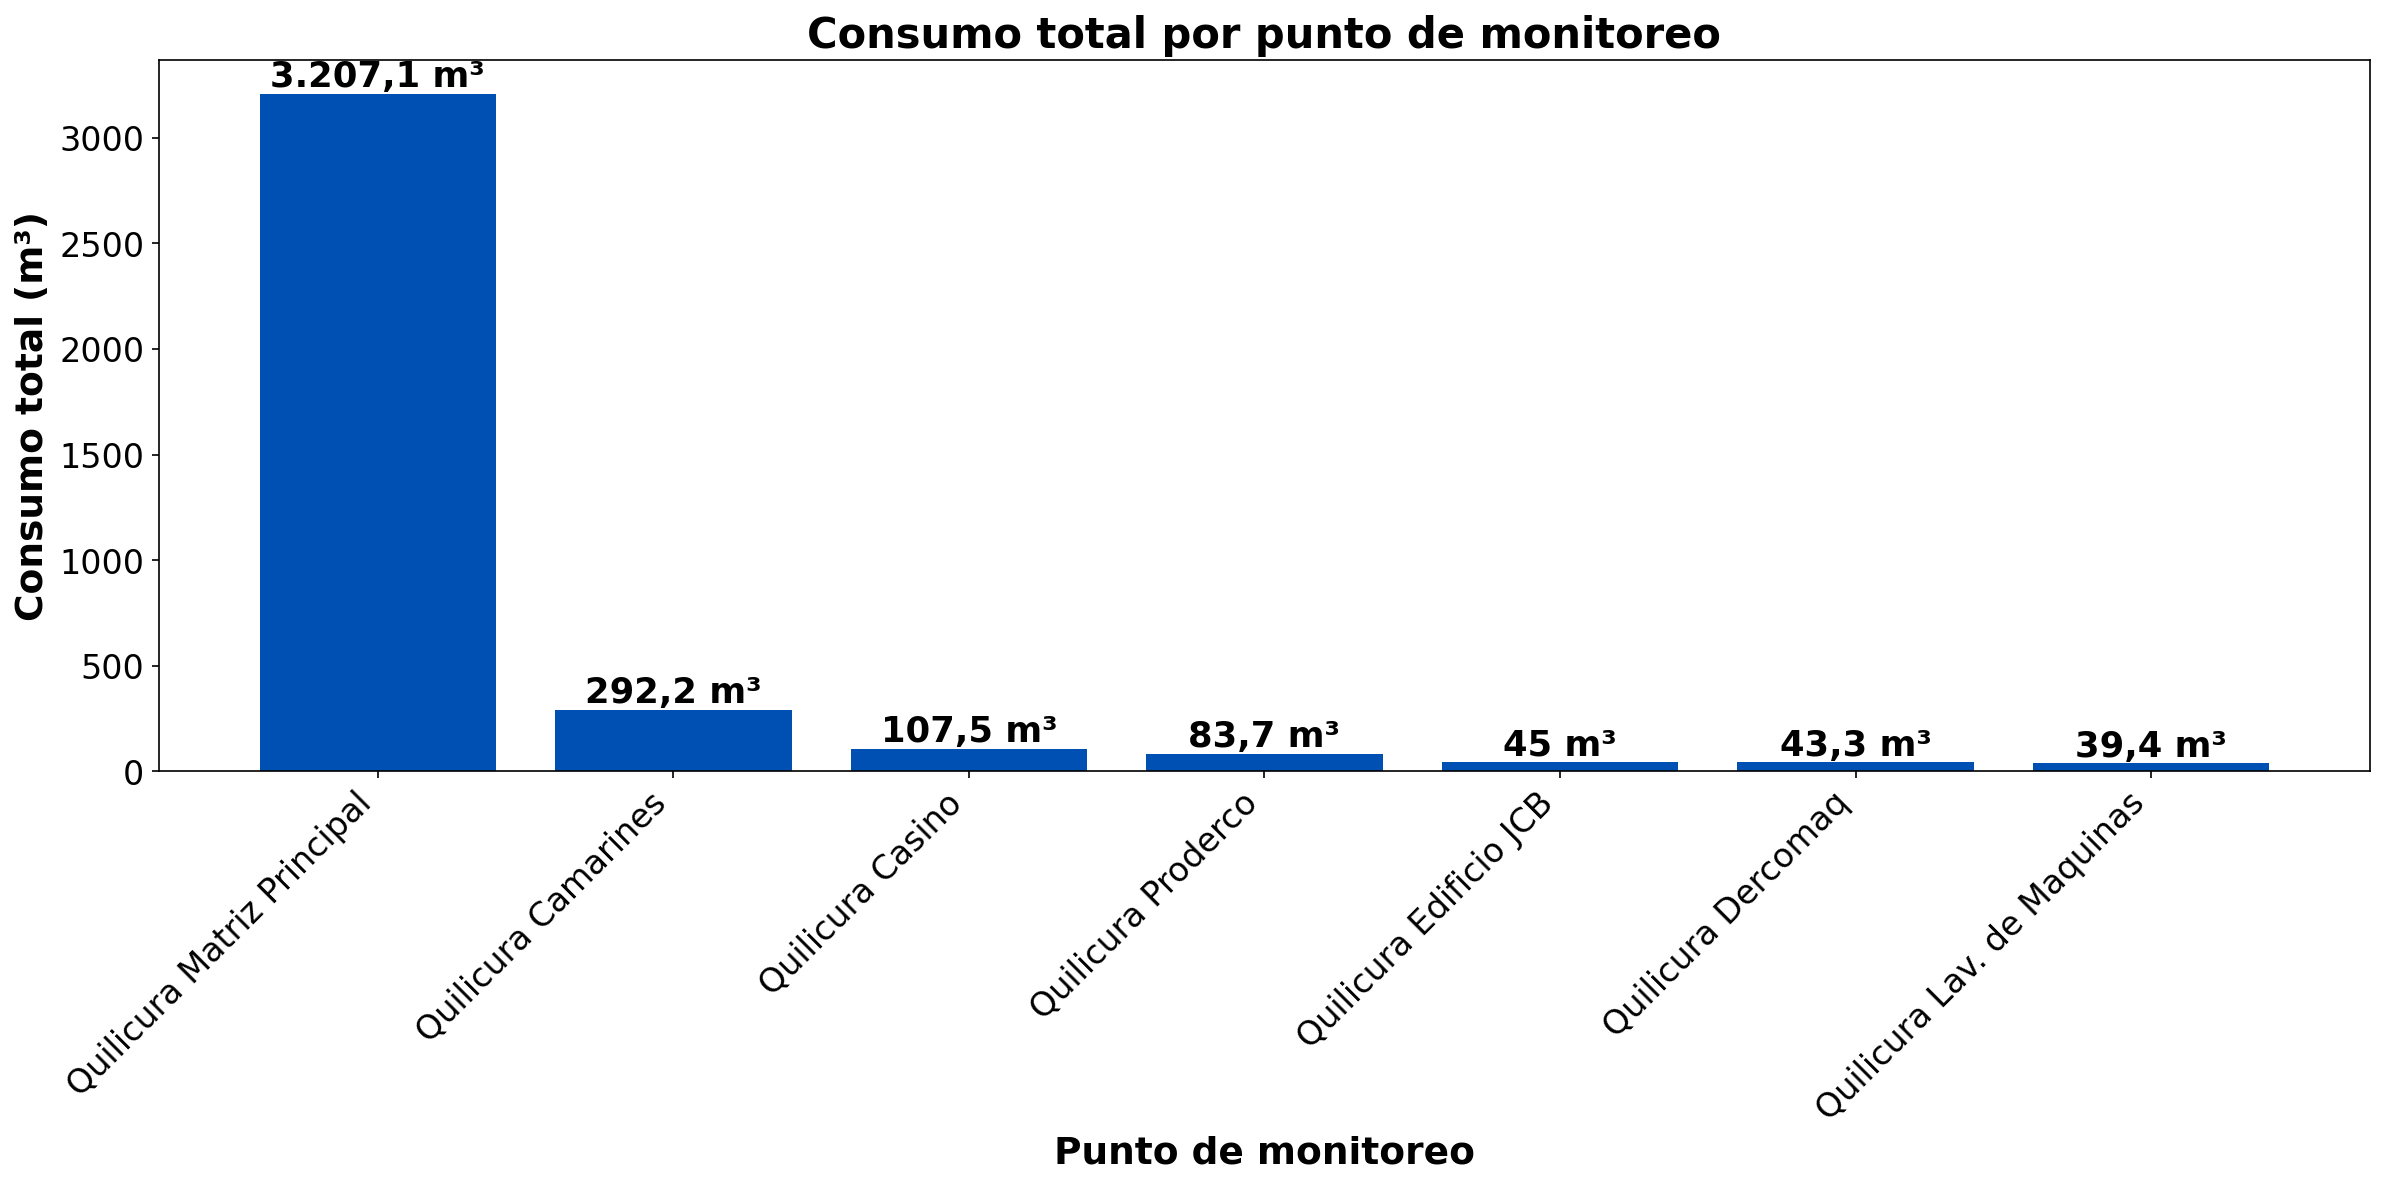 Consumo total por punto de monitoreo
Consumo total (m³)
3000
2500
2000
1500
1000
500
0
3.207,1 m³
292,2 m³
107,5 m³
83,7 m³
45 m³
43,3 m³
39,4 m³
Quilicura Matriz Principal
Quilicura Camarines
Quilicura Casino
Quilicura Proderco
Quilicura Edificio JCB
Quilicura Dercomaq
Quilicura Lav. de Maquinas
Punto de monitoreo